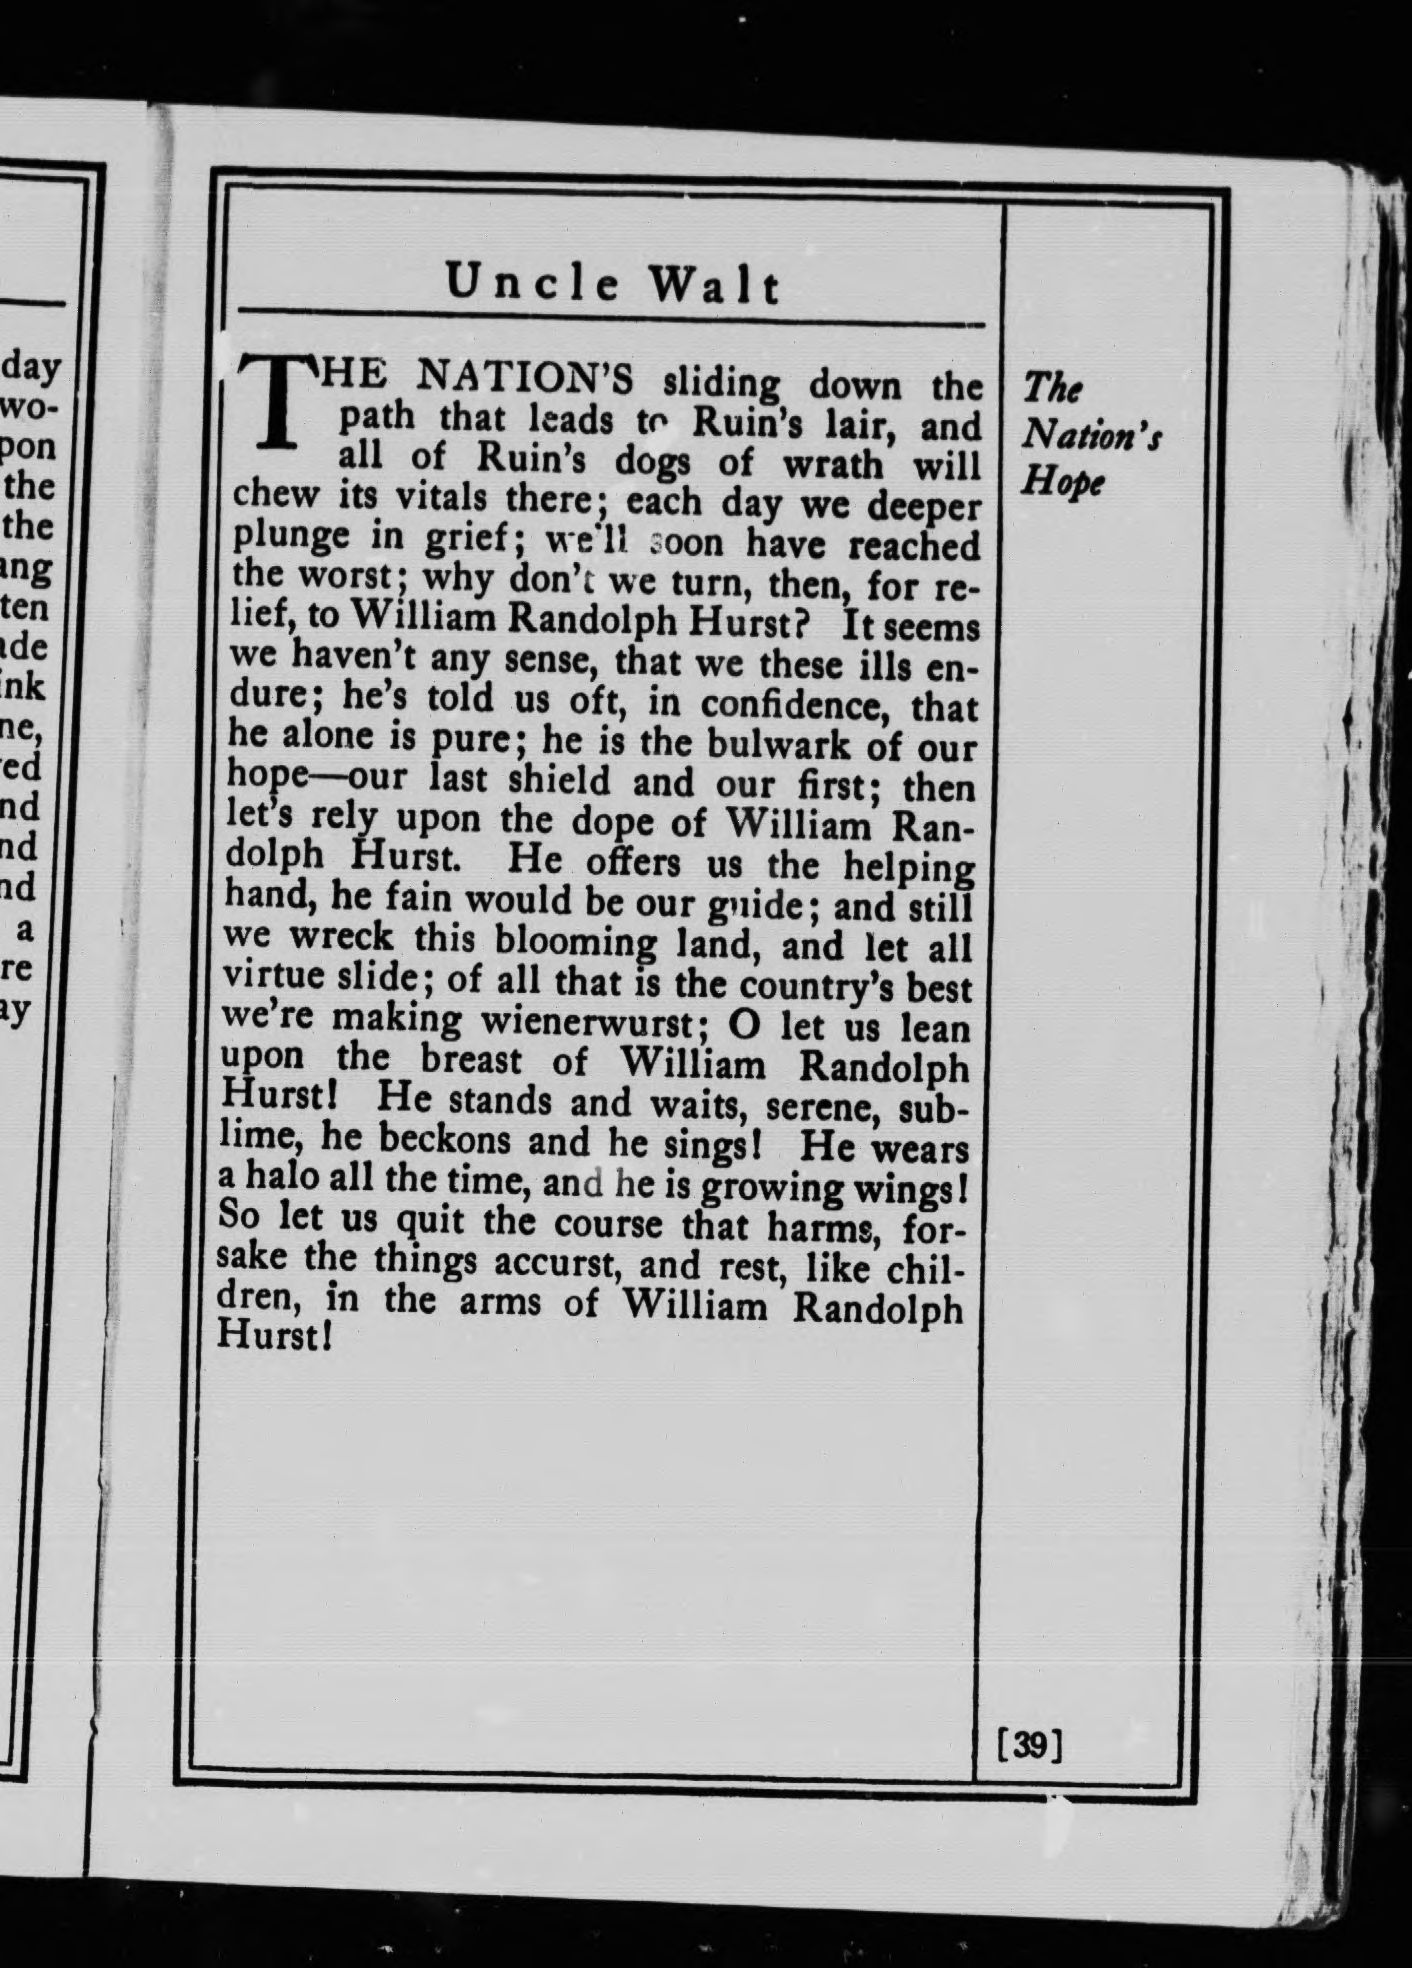 day
wo-
pon
the
the
ang
ten
ade
ink
ne,
ed
nd
nd
nd
a
re
ay
Uncle Walt
THE NATION'S sliding down the
path that leads to Ruin's lair, and
all of Ruin's dogs of wrath will
chew its vitals there; each day we deeper
plunge in grief; we'll soon have reached
the worst; why don't we turn, then, for re-
lief, to William Randolph Hurst? It seems
we haven't any sense, that we these ills en-
dure; he's told us oft, in confidence, that
he alone is pure; he is the bulwark of our
hope—our last shield and our first; then
let's rely upon the dope of William Ran-
dolph Hurst. He offers us the helping
hand, he fain would be our guide; and still
we wreck this blooming land, and let all
virtue slide; of all that is the country's best
we're making wienerwurst; O let us lean
upon the breast of William Randolph
Hurst! He stands and waits, serene, sub-
lime, he beckons and he sings! He wears
a halo all the time, and he is growing wings!
So let us quit the course that harms, for-
sake the things accurst, and rest, like chil-
dren, in the arms of William Randolph
Hurst!
The
Nation's
Hope
[39]